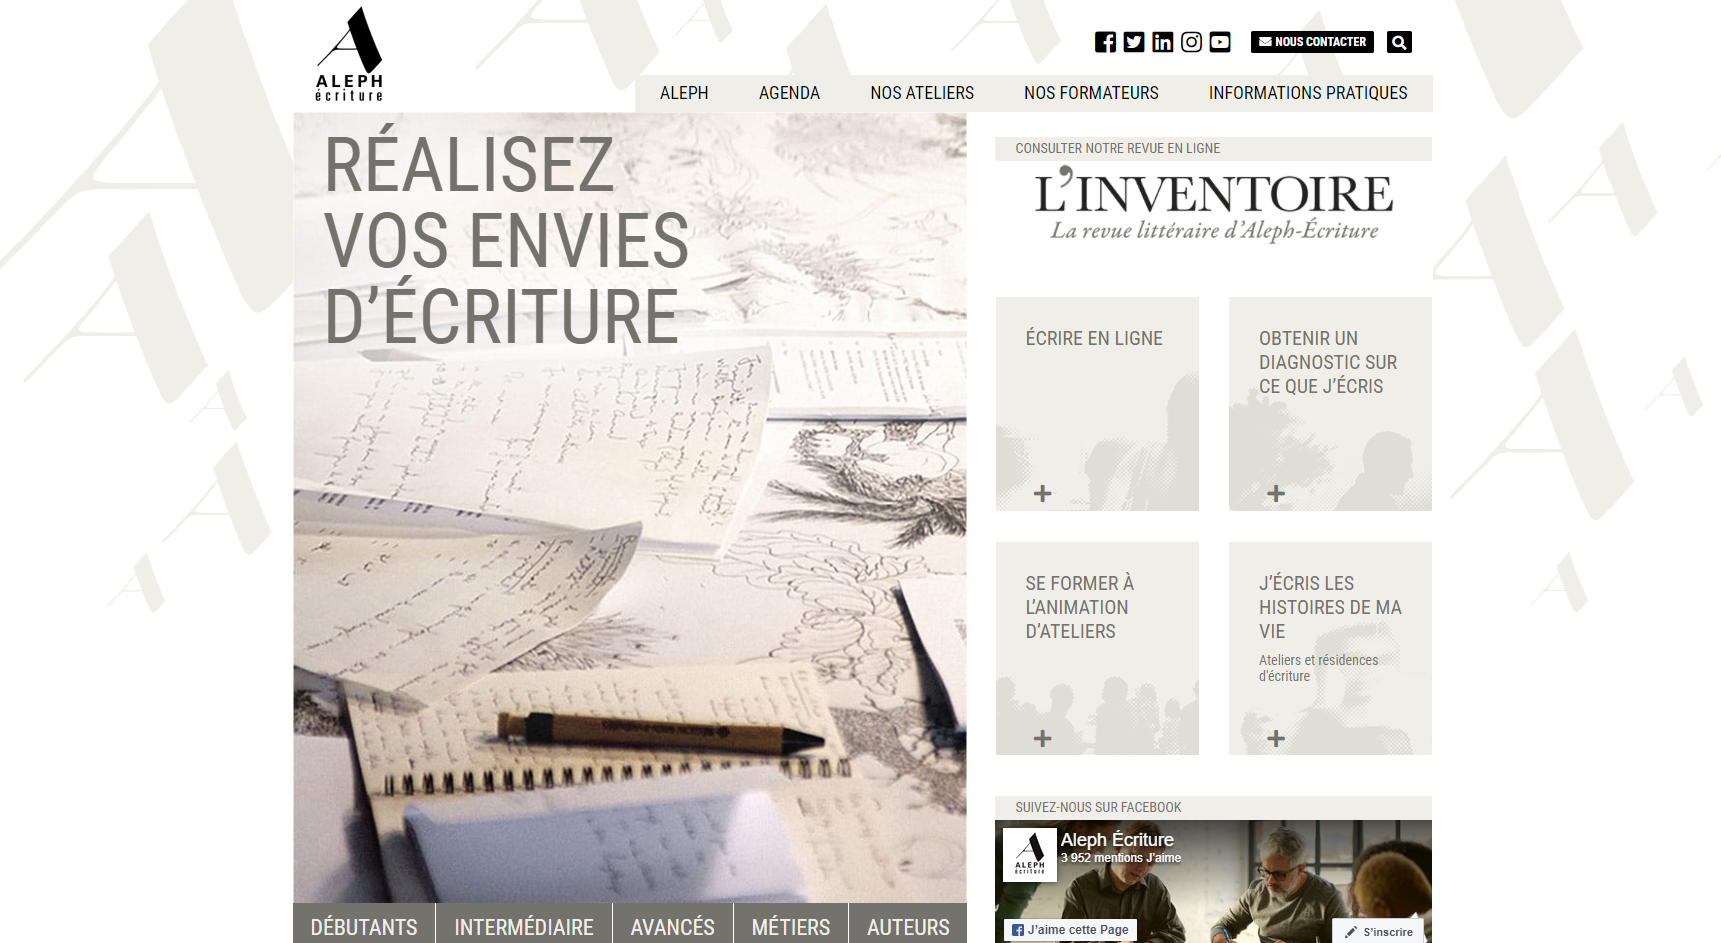 ALEPH
écriture
NOUS CONTACTER
ALEPH
AGENDA
NOS ATELIERS
NOS FORMATEURS
INFORMATIONS PRATIQUES
RÉALISEZ
VOS ENVIES
D’ÉCRITURE
DÉBUTANTS
INTERMÉDIAIRE
AVANCÉS
MÉTIERS
AUTEURS
CONSULTER NOTRE REVUE EN LIGNE
L’INVENTOIRE
La revue littéraire d’Aleph-Écriture
ÉCRIRE EN LIGNE
OBTENIR UN
DIAGNOSTIC SUR
CE QUE J’ÉCRIS
SE FORMER À
L’ANIMATION
D’ATELIERS
J’ÉCRIS LES
HISTOIRES DE MA
VIE
Ateliers et résidences
d'écriture
SUIVEZ-NOUS SUR FACEBOOK
ALEPH
écriture
Aleph Écriture
3 952 mentions J’aime
J’aime cette Page
S’inscrire